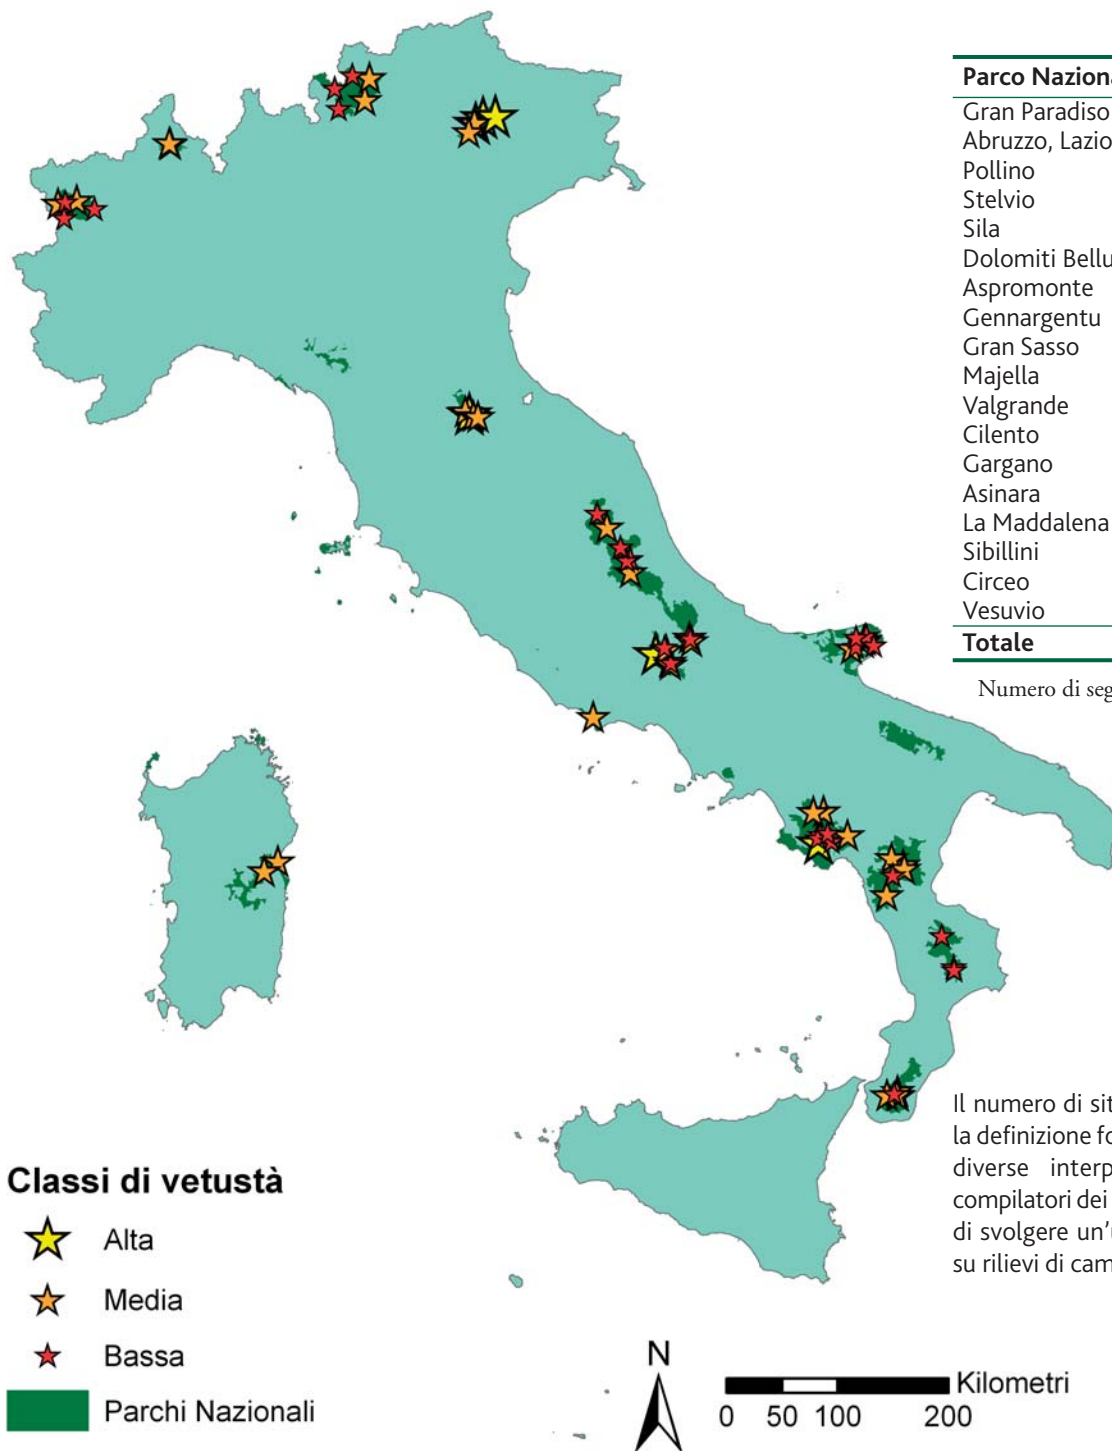 Parco Naziona
Gran Paradiso
Abruzzo, Lazio
Pollino
Stelvio
Sila
Dolomiti Bellu
Aspromonte
Gennargentu
Gran Sasso
Majella
Valgrande
Cilento
Gargano
Asinara
La Maddalena
Sibillini
Circeo
Vesuvio
Totale
Numero di seg
Il numero di sit
la definizione fo
diverse interp
compilatori dei
di svolgere un'u
su rilievi di cam
Classi di vetustà
Alta
Media
Bassa
Parchi Nazionali
N
Kilometri
0 50 100 200